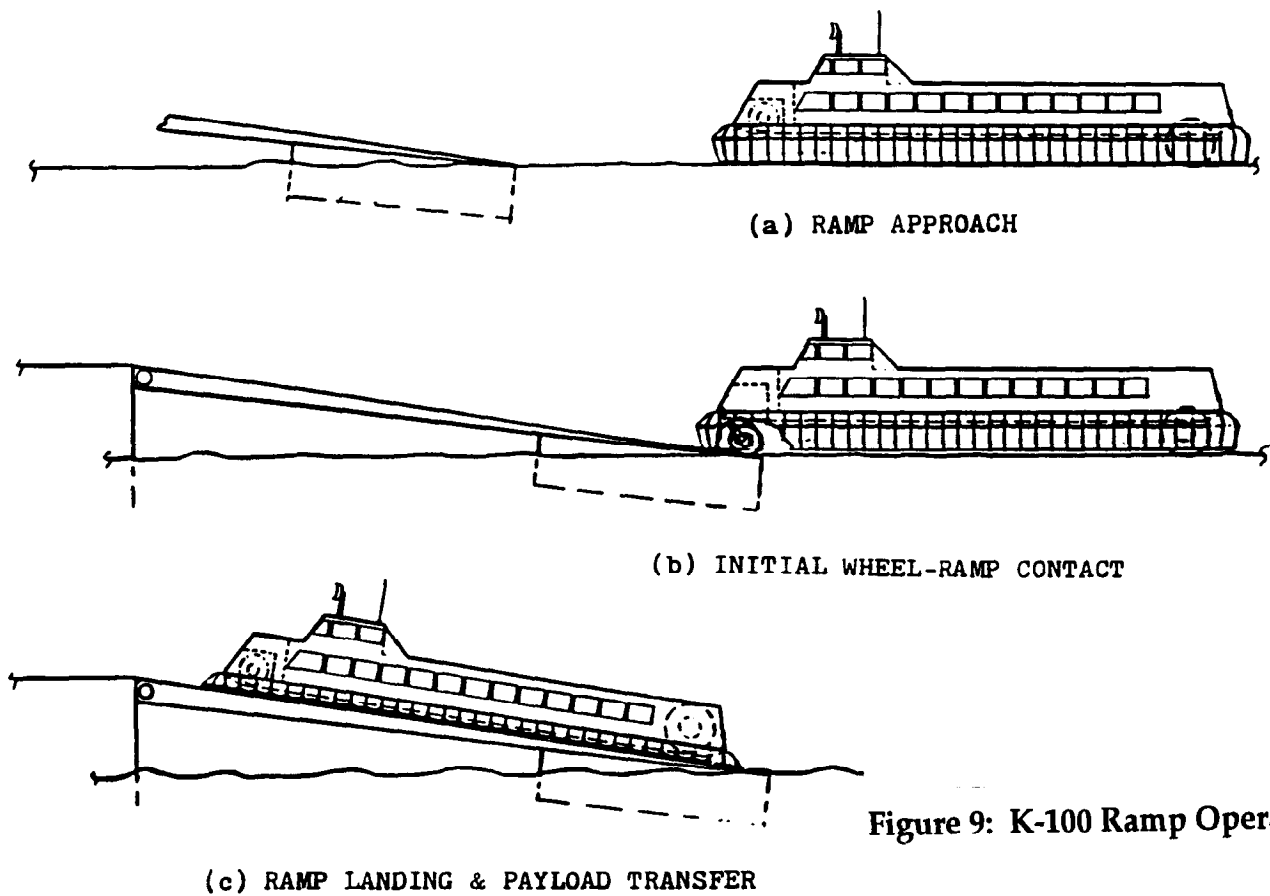 (a) RAMP APPROACH
(b) INITIAL WHEEL-RAMP CONTACT
Figure 9: K-100 Ramp Oper
(c) RAMP LANDING & PAYLOAD TRANSFER